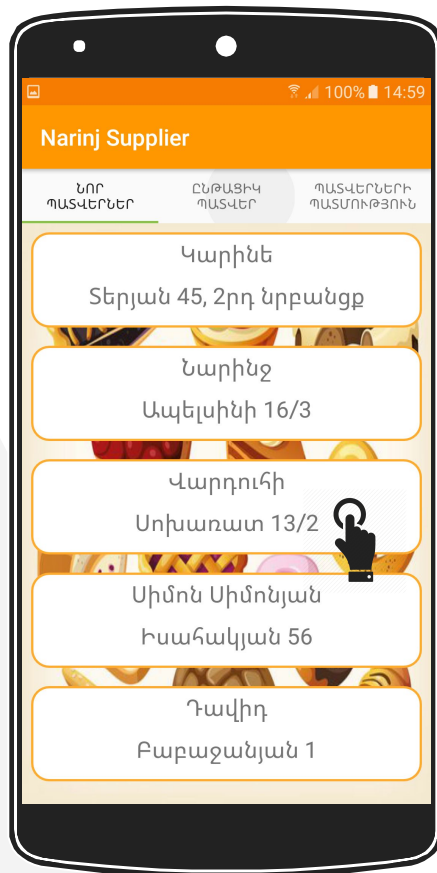 100% 14:59
Narinj Supplier
ՆՈՐ ՊԱՏՎԵՐՆԵՐ
ԸՆԹԱՑԻԿ ՊԱՏՎԵՐ
ՊԱՏՎԵՐՆԵՐԻ ՊԱՏՄՈՒԹՅՈՒՆ
Կարինե
Տերյան 45, 2րդ նրբանցք
Նարինջ
Ապելսինի 16/3
Վարդուհի
Սոխառատ 13/2
Սիմոն Սիմոնյան
Իսահակյան 56
Դավիդ
Բաբաջանյան 1